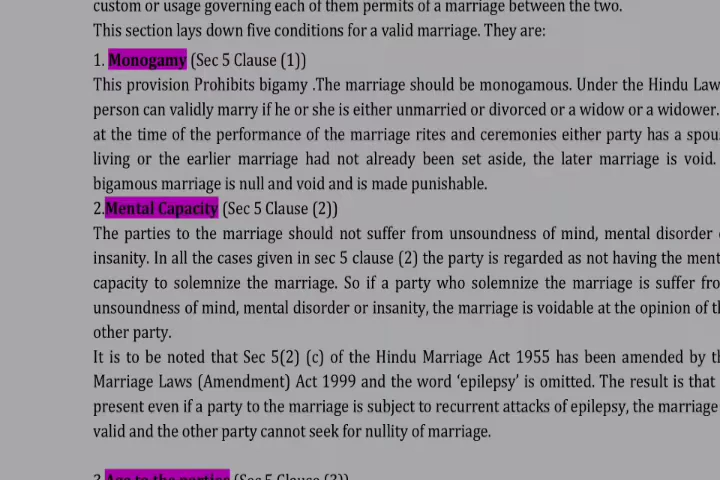 custom or usage governing each of them permits of a marriage between the two.
This section lays down five conditions for a valid marriage. They are:
1. Monogamy (Sec 5 Clause (1))
This provision Prohibits bigamy .The marriage should be monogamous. Under the Hindu Law
person can validly marry if he or she is either unmarried or divorced or a widow or a widower.
at the time of the performance of the marriage rites and ceremonies either party has a spou
living or the earlier marriage had not already been set aside, the later marriage is void.
bigamous marriage is null and void and is made punishable.
2.Mental Capacity (Sec 5 Clause (2))
The parties to the marriage should not suffer from unsoundness of mind, mental disorder
insanity. In all the cases given in sec 5 clause (2) the party is regarded as not having the ment
capacity to solemnize the marriage. So if a party who solemnize the marriage is suffer fro
unsoundness of mind, mental disorder or insanity, the marriage is voidable at the opinion of th
other party.
It is to be noted that Sec 5(2) (c) of the Hindu Marriage Act 1955 has been amended by th
Marriage Laws (Amendment) Act 1999 and the word ‘epilepsy’ is omitted. The result is that
present even if a party to the marriage is subject to recurrent attacks of epilepsy, the marriage
valid and the other party cannot seek for nullity of marriage.
3.Age to the parties (Sec 5 Clause (3))